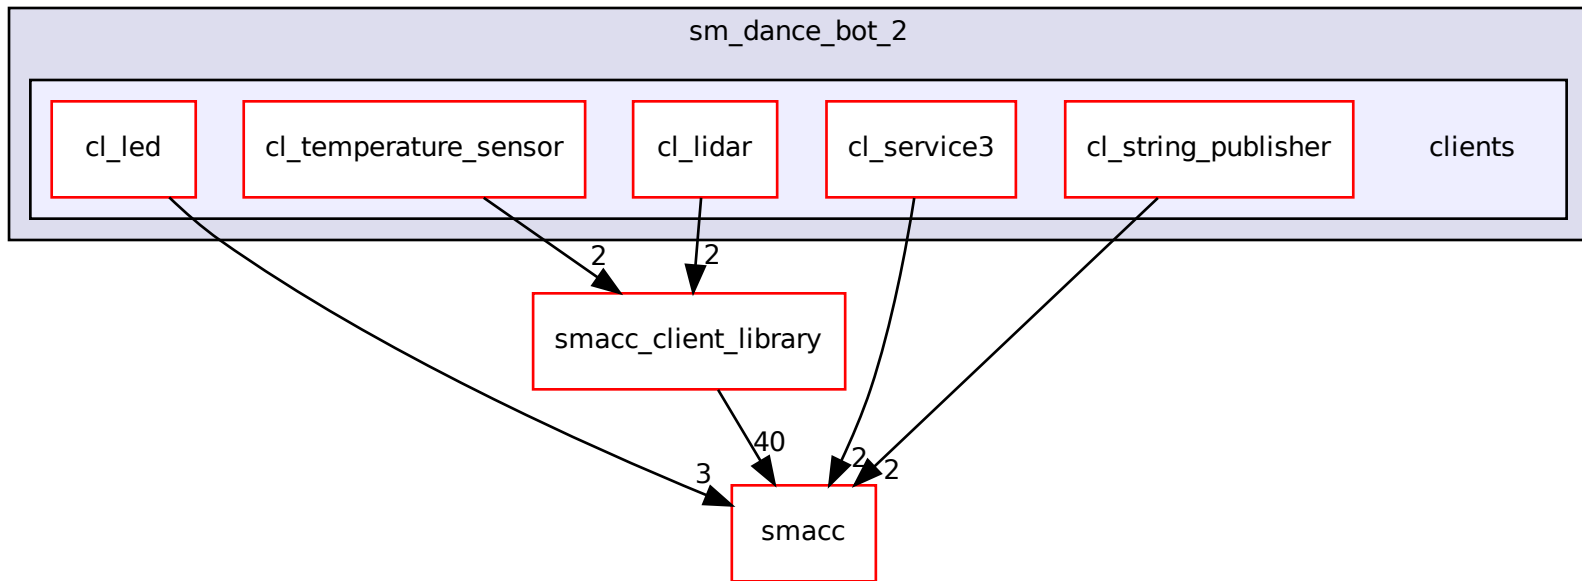 sm_dance_bot_2
cl_led
cl_temperature_sensor
cl_lidar
cl_service3
cl_string_publisher
clients
2
2
smacc_client_library
40
3
2
2
smacc